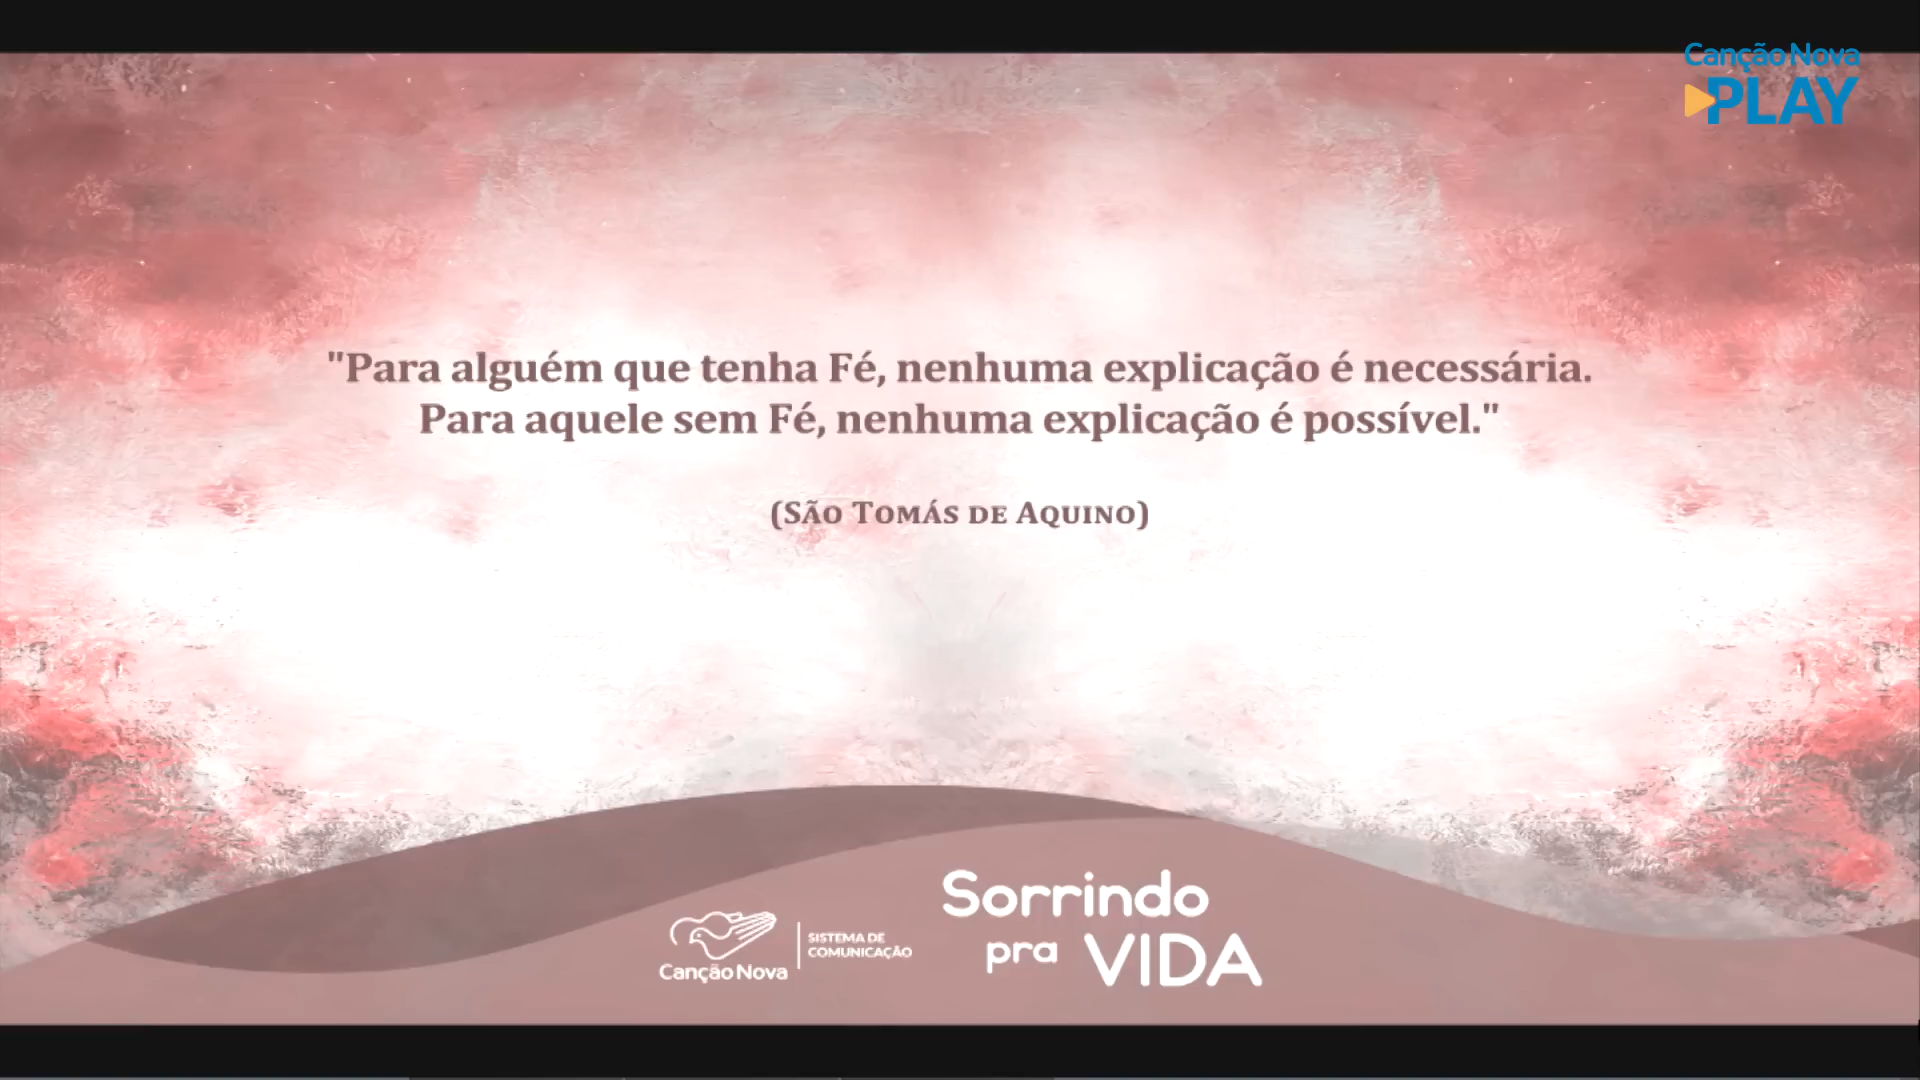 Canção Nova
PLAY
"Para alguém que tenha Fé, nenhuma explicação é necessária.
Para aquele sem Fé, nenhuma explicação é possível."
(São Tomás de Aquino)
Sorrindo
pra VIDA
Canção Nova
SISTEMA DE
COMUNICAÇÃO